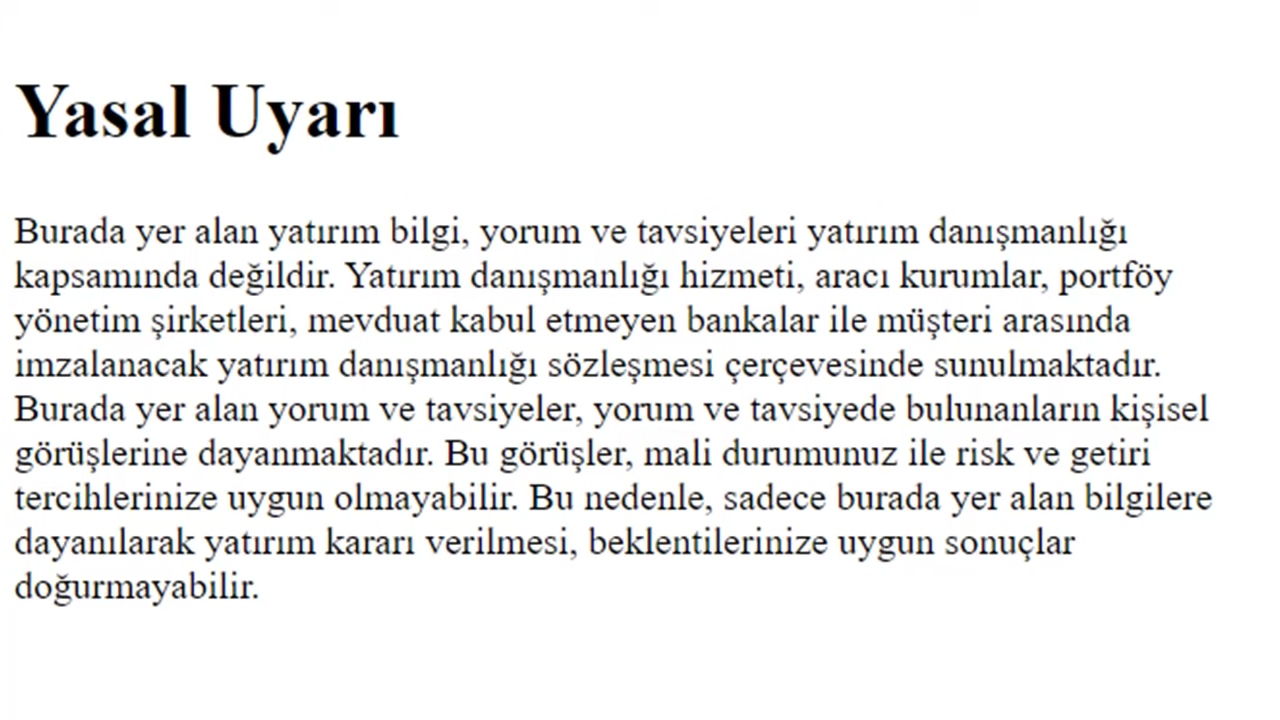 Yasal Uyarı
Burada yer alan yatırım bilgi, yorum ve tavsiyeleri yatırım danışmanlığı
kapsamında değildir. Yatırım danışmanlığı hizmeti, aracı kurumlar, portföy
yönetim şirketleri, mevduat kabul etmeyen bankalar ile müşteri arasında
imzalanacak yatırım danışmanlığı sözleşmesi çerçevesinde sunulmaktadır.
Burada yer alan yorum ve tavsiyeler, yorum ve tavsiyede bulunanların kişisel
görüşlerine dayanmaktadır. Bu görüşler, mali durumunuz ile risk ve getiri
tercihlerinize uygun olmayabilir. Bu nedenle, sadece burada yer alan bilgilere
dayanılarak yatırım kararı verilmesi, beklentilerinize uygun sonuçlar
doğurmayabilir.